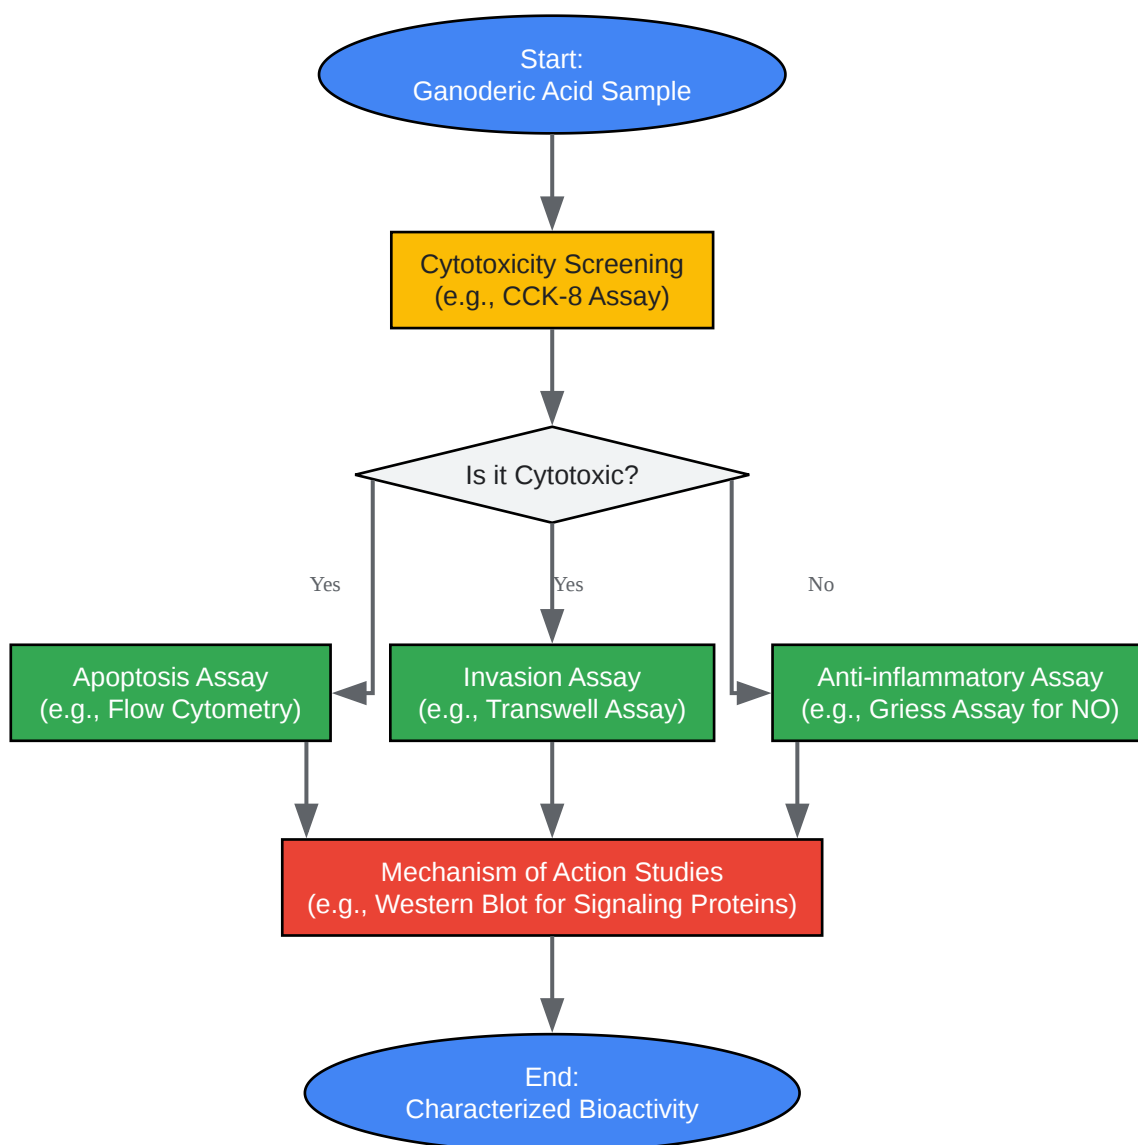 Start:
Ganoderic Acid Sample
Cytotoxicity Screening
(e.g., CCK-8 Assay)
Is it Cytotoxic?
Yes
Yes
No
Apoptosis Assay
(e.g., Flow Cytometry)
Invasion Assay
(e.g., Transwell Assay)
Anti-inflammatory Assay
(e.g., Griess Assay for NO)
Mechanism of Action Studies
(e.g., Western Blot for Signaling Proteins)
End:
Characterized Bioactivity